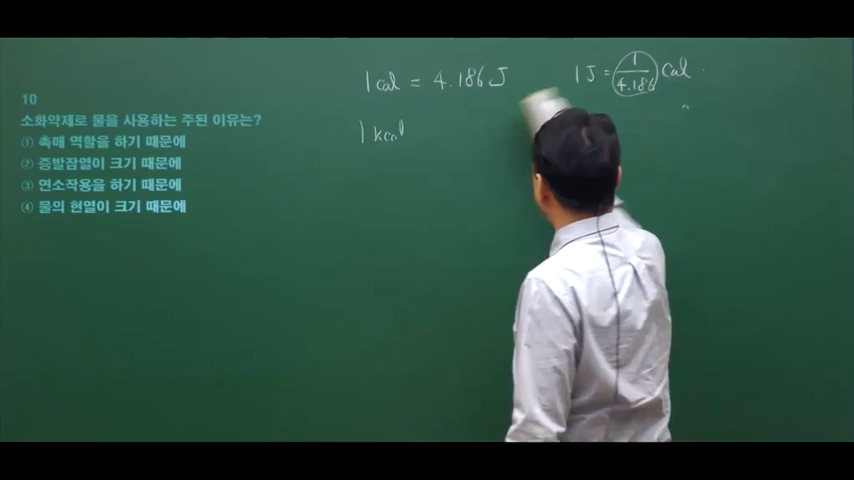 10
소화약제로 물을 사용하는 주된 이유는?
① 촉매 역할을 하기 때문에
② 증발잠열이 크기 때문에
③ 연소작용을 하기 때문에
④ 물의 현열이 크기 때문에
1 cal = 4.186 J
1 J = 1/4.186 cal
1 kcal